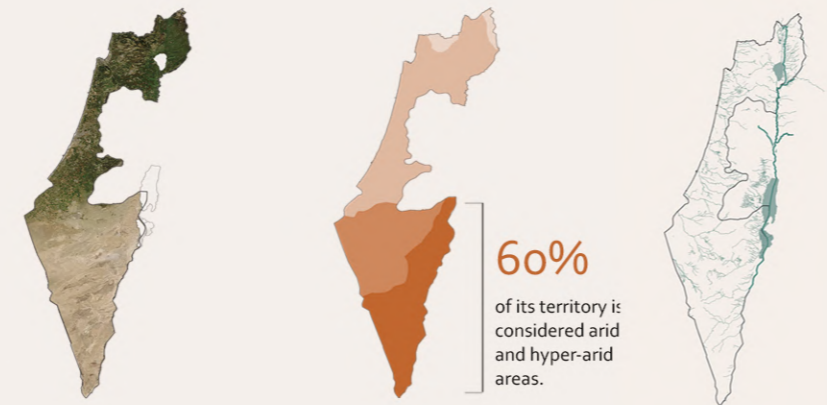 60%
of its territory is
considered arid
and hyper-arid
areas.